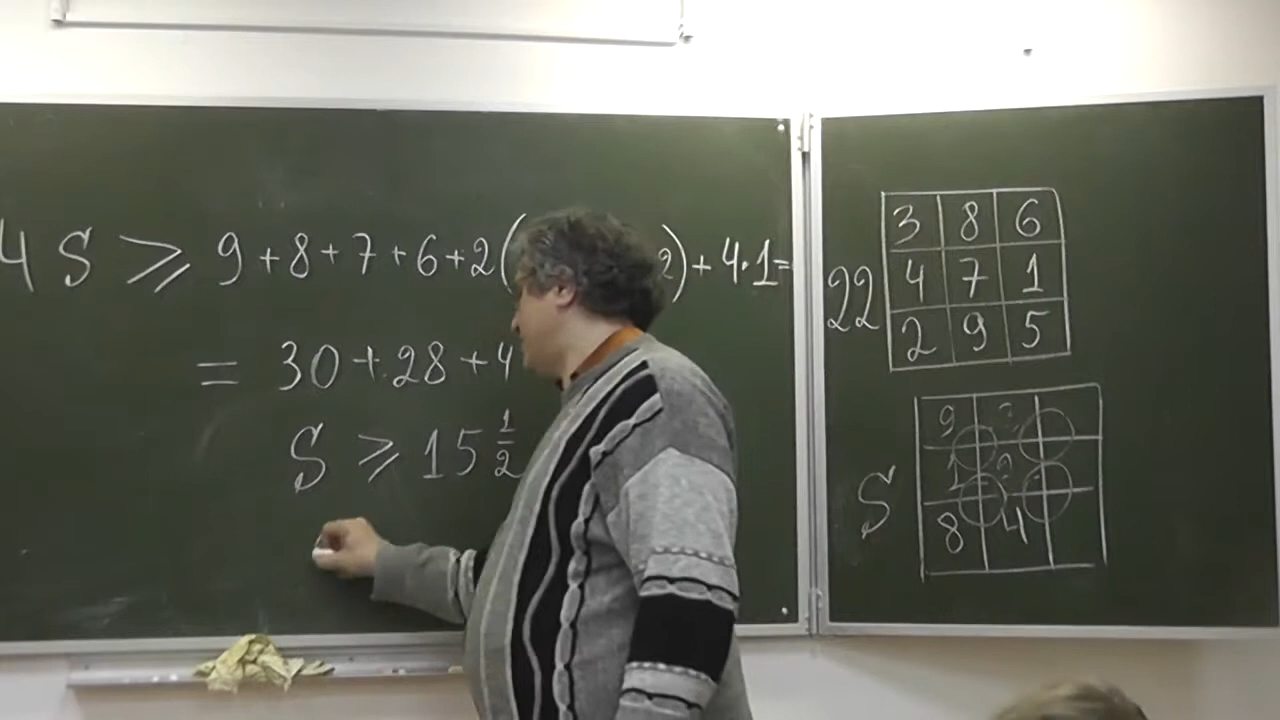 4 S ⩾ 9 + 8 + 7 + 6 + 2 ( 2) + 4·1 =
= 30 + 28 + 4
S ⩾ 15 1/2
22
3 8 6
4 7 1
2 9 5
S
9 ?
1 ?
8 4